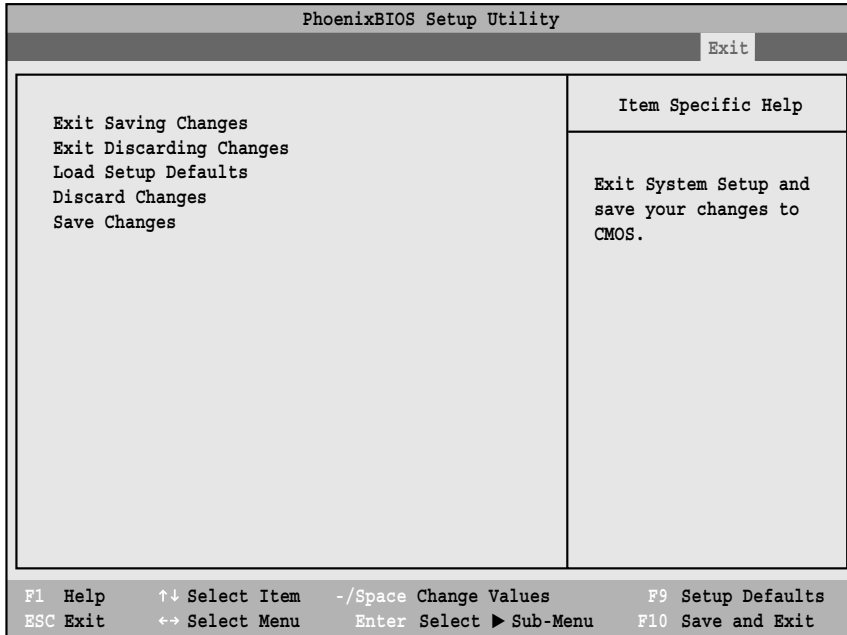 PhoenixBIOS Setup Utility
Exit
Exit Saving Changes
Exit Discarding Changes
Load Setup Defaults
Discard Changes
Save Changes
Item Specific Help
Exit System Setup and
save your changes to
CMOS.
F1 Help ↑↓ Select Item -/Space Change Values F9 Setup Defaults
ESC Exit ←→ Select Menu Enter Select ▶ Sub-Menu F10 Save and Exit